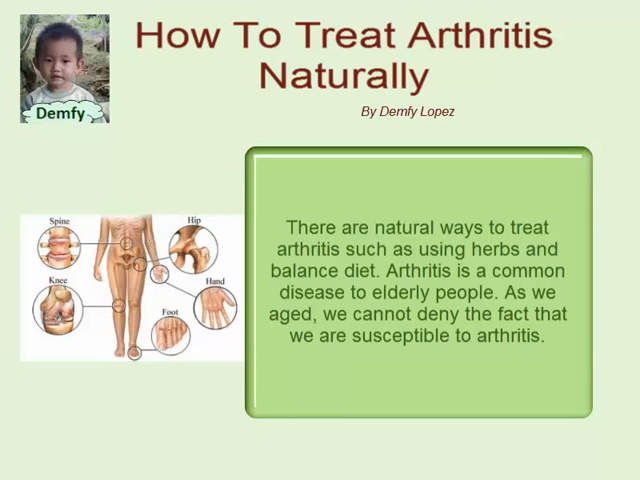 How To Treat Arthritis
Naturally
Demfy
By Demfy Lopez
There are natural ways to treat
arthritis such as using herbs and
balance diet. Arthritis is a common
disease to elderly people. As we
aged, we cannot deny the fact that
we are susceptible to arthritis.
Spine
Hip
Knee
Hand
Foot